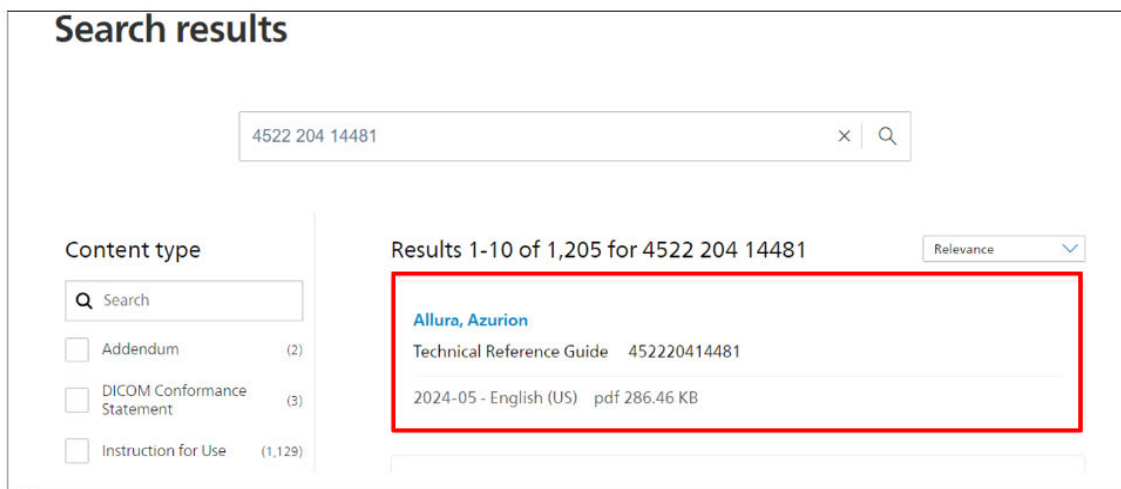 Search results
4522 204 14481
Content type
Search
Addendum (2)
DICOM Conformance
Statement (3)
Instruction for Use (1,129)
Results 1-10 of 1,205 for 4522 204 14481
Relevance
Allura, Azurion
Technical Reference Guide 452220414481
2024-05 - English (US) pdf 286.46 KB